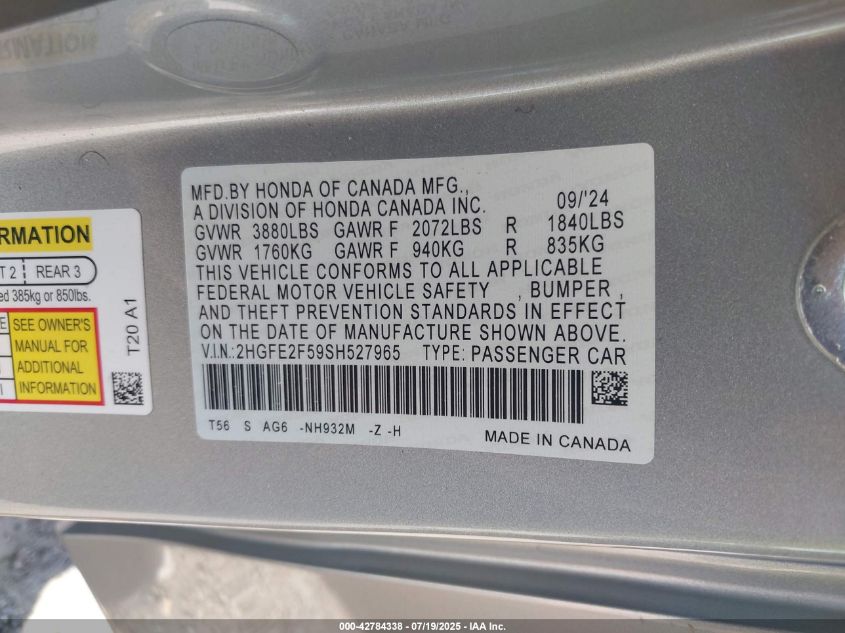 MFD.BY HONDA OF CANADA MFG.,
A DIVISION OF HONDA CANADA INC. 09/'24
GVWR 3880LBS GAWR F 2072LBS R 1840LBS
GVWR 1760KG GAWR F 940KG R 835KG
THIS VEHICLE CONFORMS TO ALL APPLICABLE
FEDERAL MOTOR VEHICLE SAFETY , BUMPER ,
AND THEFT PREVENTION STANDARDS IN EFFECT
ON THE DATE OF MANUFACTURE SHOWN ABOVE.
V.I.N.:2HGFE2F59SH527965 TYPE: PASSENGER CAR
T56 S AG6 -NH932M -Z -H
MADE IN CANADA
RMATION
T 2 REAR 3
ed 385kg or 850lbs.
SEE OWNER'S
MANUAL FOR
ADDITIONAL
INFORMATION
T20 A1
000-42784338 - 07/19/2025 - IAA Inc.